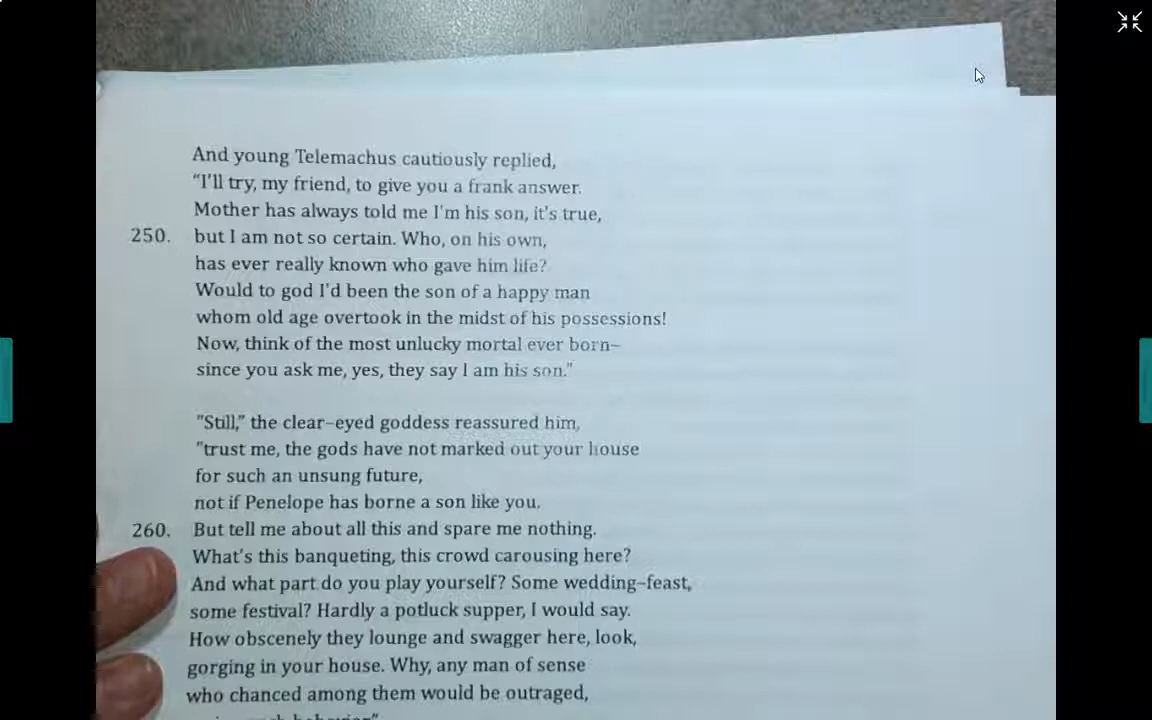 And young Telemachus cautiously replied,
"I'll try, my friend, to give you a frank answer.
Mother has always told me I'm his son, it's true,
250. but I am not so certain. Who, on his own,
has ever really known who gave him life?
Would to god I'd been the son of a happy man
whom old age overtook in the midst of his possessions!
Now, think of the most unlucky mortal ever born–
since you ask me, yes, they say I am his son."
"Still," the clear–eyed goddess reassured him,
"trust me, the gods have not marked out your house
for such an unsung future,
not if Penelope has borne a son like you.
260. But tell me about all this and spare me nothing.
What's this banqueting, this crowd carousing here?
And what part do you play yourself? Some wedding–feast,
some festival? Hardly a potluck supper, I would say.
How obscenely they lounge and swagger here, look,
gorging in your house. Why, any man of sense
who chanced among them would be outraged,